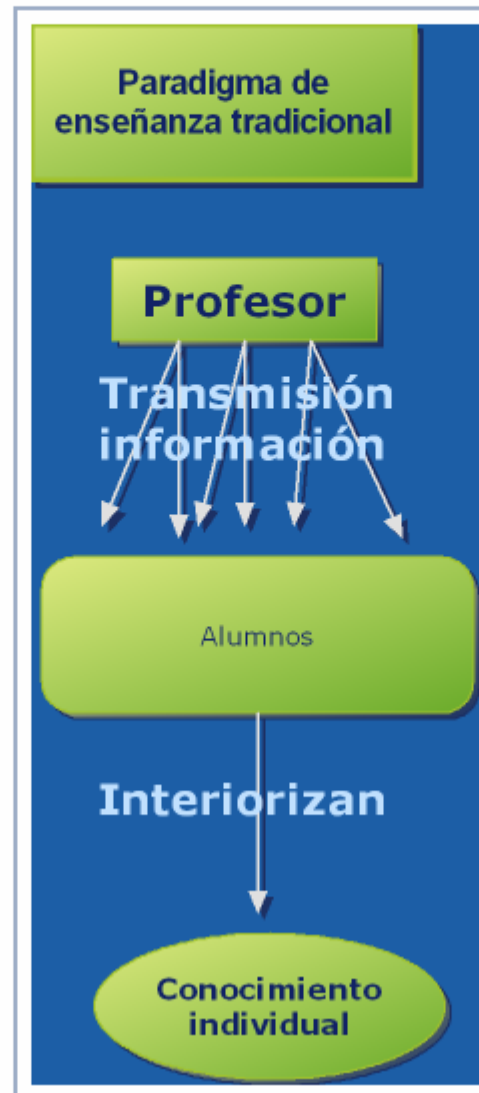 Paradigma de
enseñanza tradicional
Profesor
Transmisión
información
Alumnos
Interiorizan
Conocimiento
individual